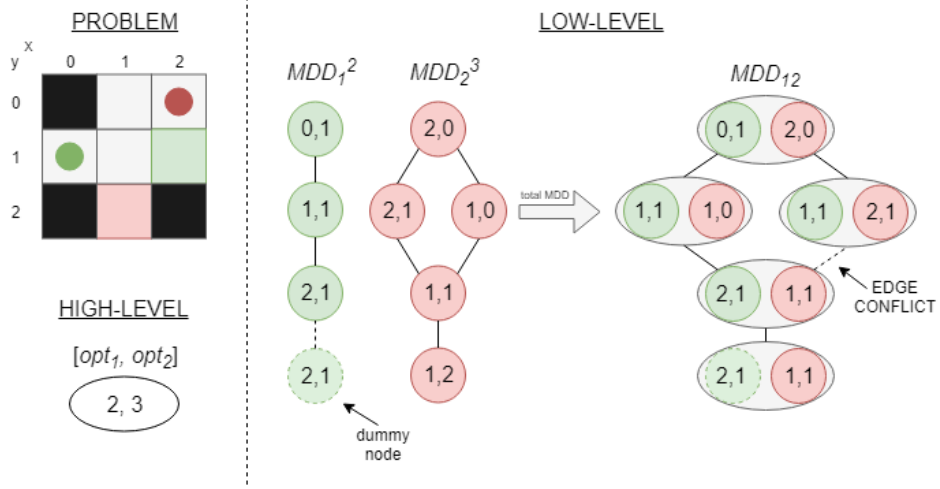 PROBLEM
LOW-LEVEL
x
y 0 1 2
0
1
2
HIGH-LEVEL
[opt1, opt2]
2, 3
MDD1^2
0,1
1,1
2,1
2,1
dummy
node
MDD2^3
2,0
2,1 1,0
1,1
1,2
total MDD
MDD12
0,1 2,0
1,1 1,0 1,1 2,1
2,1 1,1
EDGE
CONFLICT
2,1 1,1